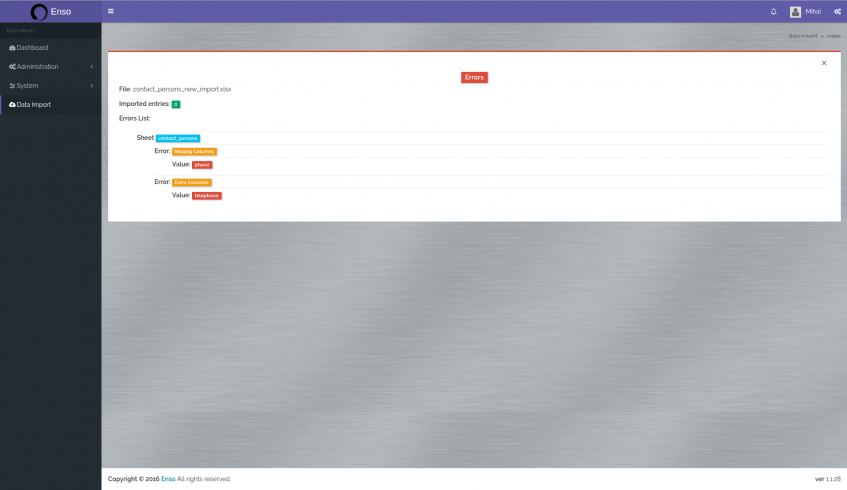 Enso
Mihai
Main Menu
Dashboard
Administration
System
Data Import
data import » index
×
Errors
File: contact_persons_new_import.xlsx
Imported entries: 0
Errors List:
Sheet contact_persons
Error: Missing Columns
Value: phone
Error: Extra Columns
Value: telephone
Copyright © 2016 Enso All rights reserved.
ver 1.1.28